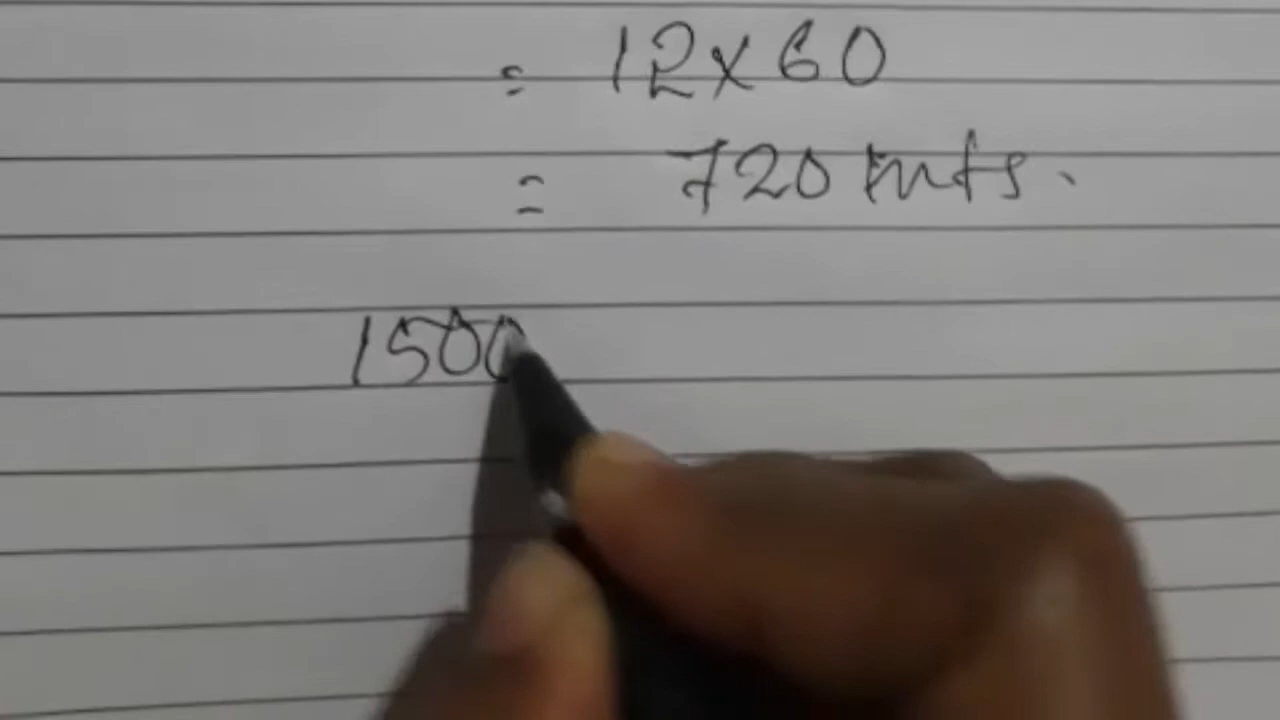 = 12x60
= 720 mts.
1500